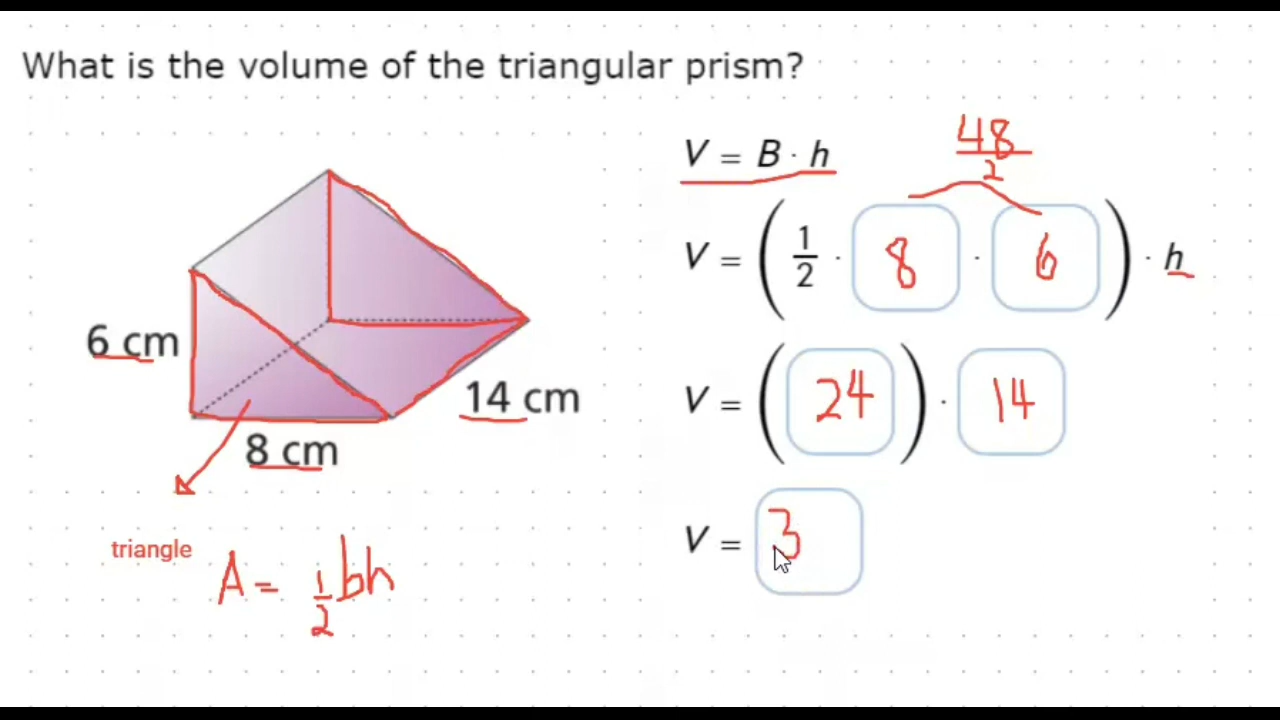 What is the volume of the triangular prism?
6 cm
8 cm
14 cm
triangle A = 1/2 bh
V = B · h
48/2
V = (1/2 · 8 · 6) · h
V = (24) · 14
V = 3